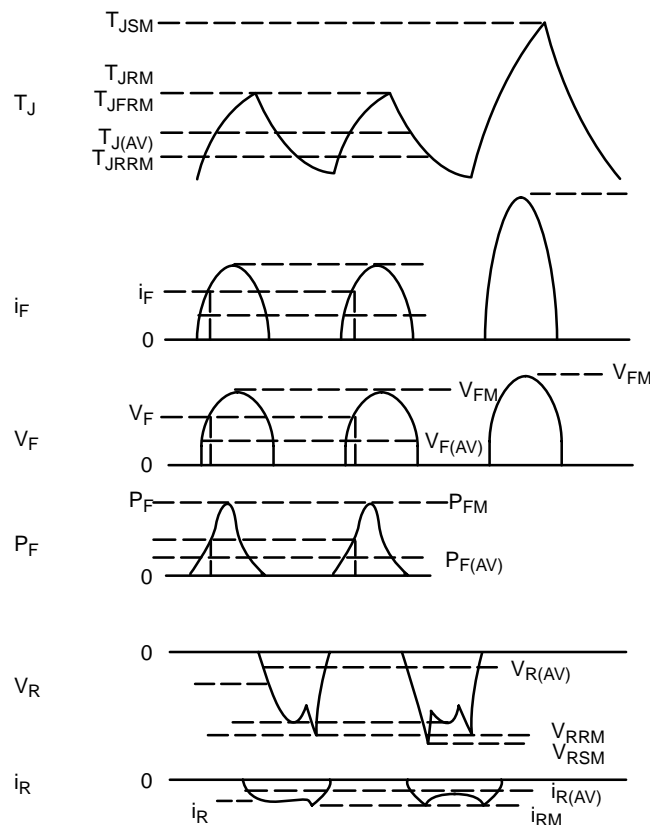 T_JSM
T_JRM
T_JFRM
T_J
T_J(AV)
T_JRRM
i_F
i_F
0
V_FM
V_FM
V_F
V_F
V_F(AV)
0
P_F
P_FM
P_F
P_F(AV)
0
0
V_R
V_R(AV)
V_RRM
V_RSM
0
i_R
i_R(AV)
i_R
i_RM